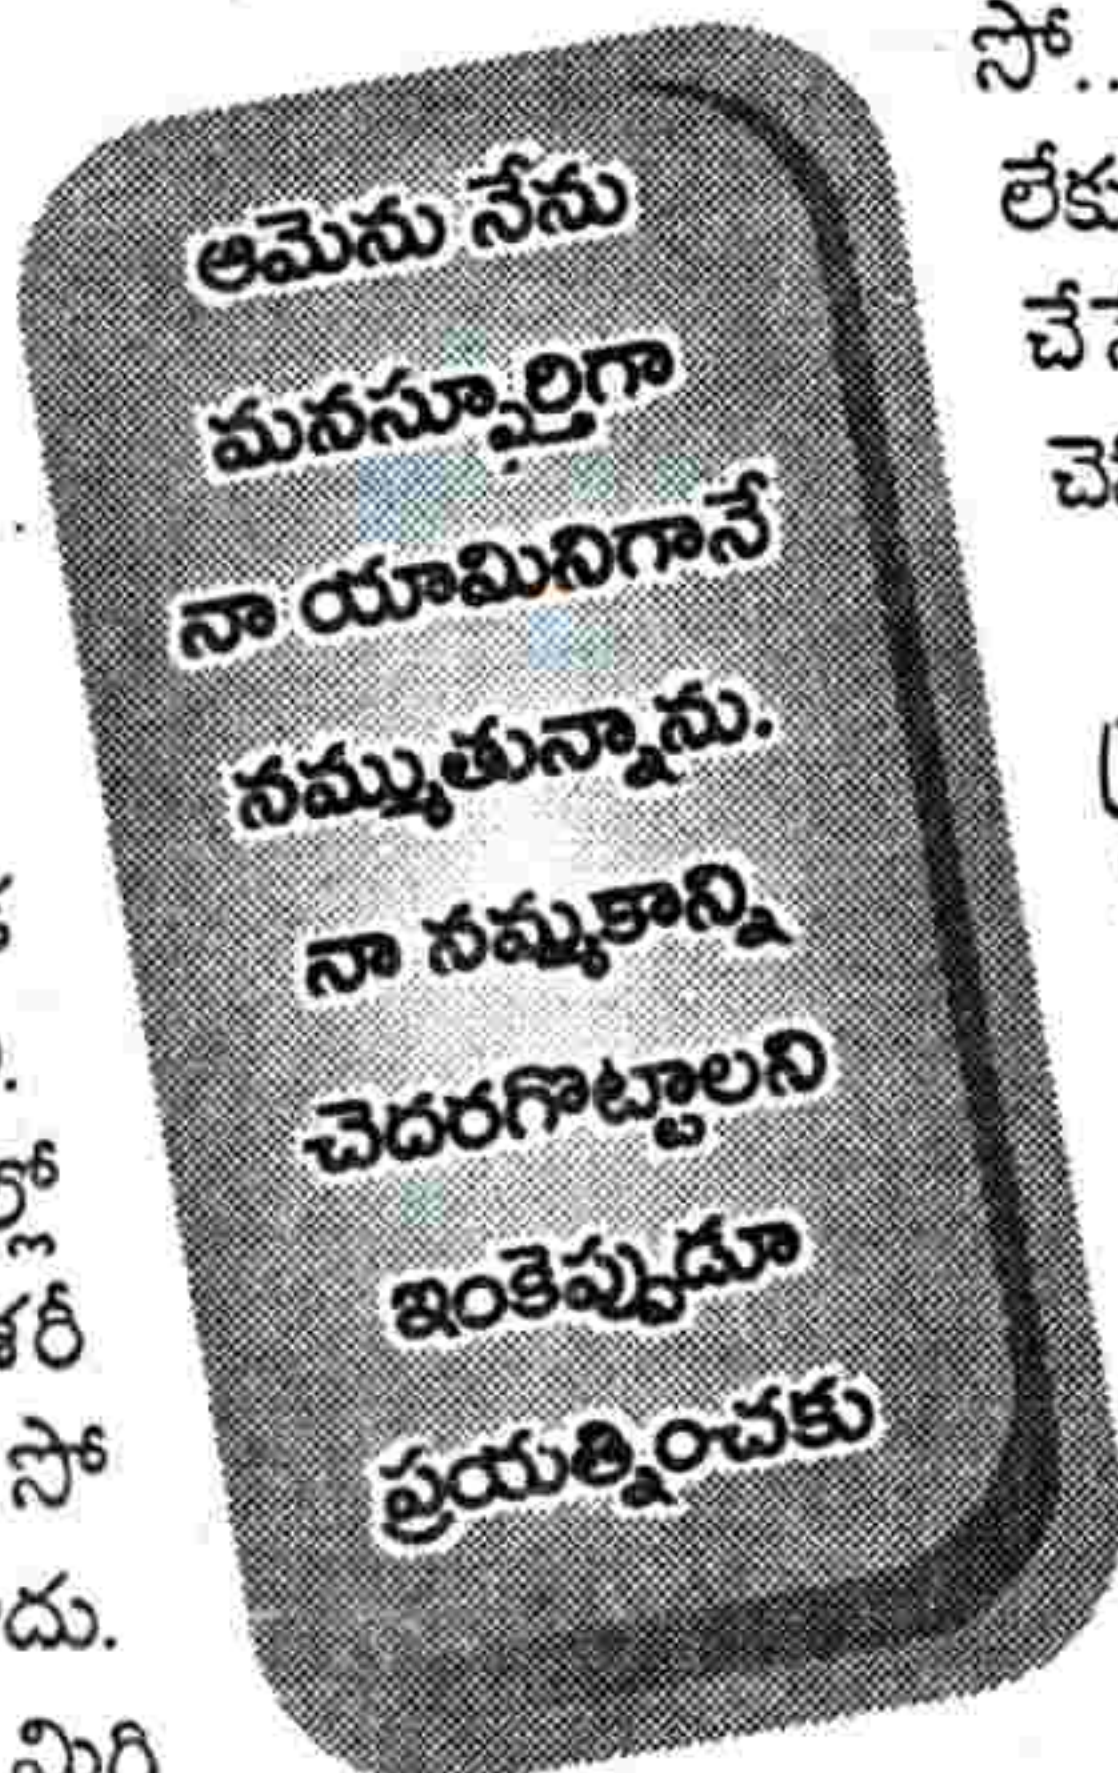 ఆమెను నేను
మనస్ఫూర్తిగా
నా యామినిగానే
నమ్ముతున్నాను.
నా నమ్మకాన్ని
చెదరగొట్టాలని
ఇంకెప్పుడూ
ప్రయత్నించకు